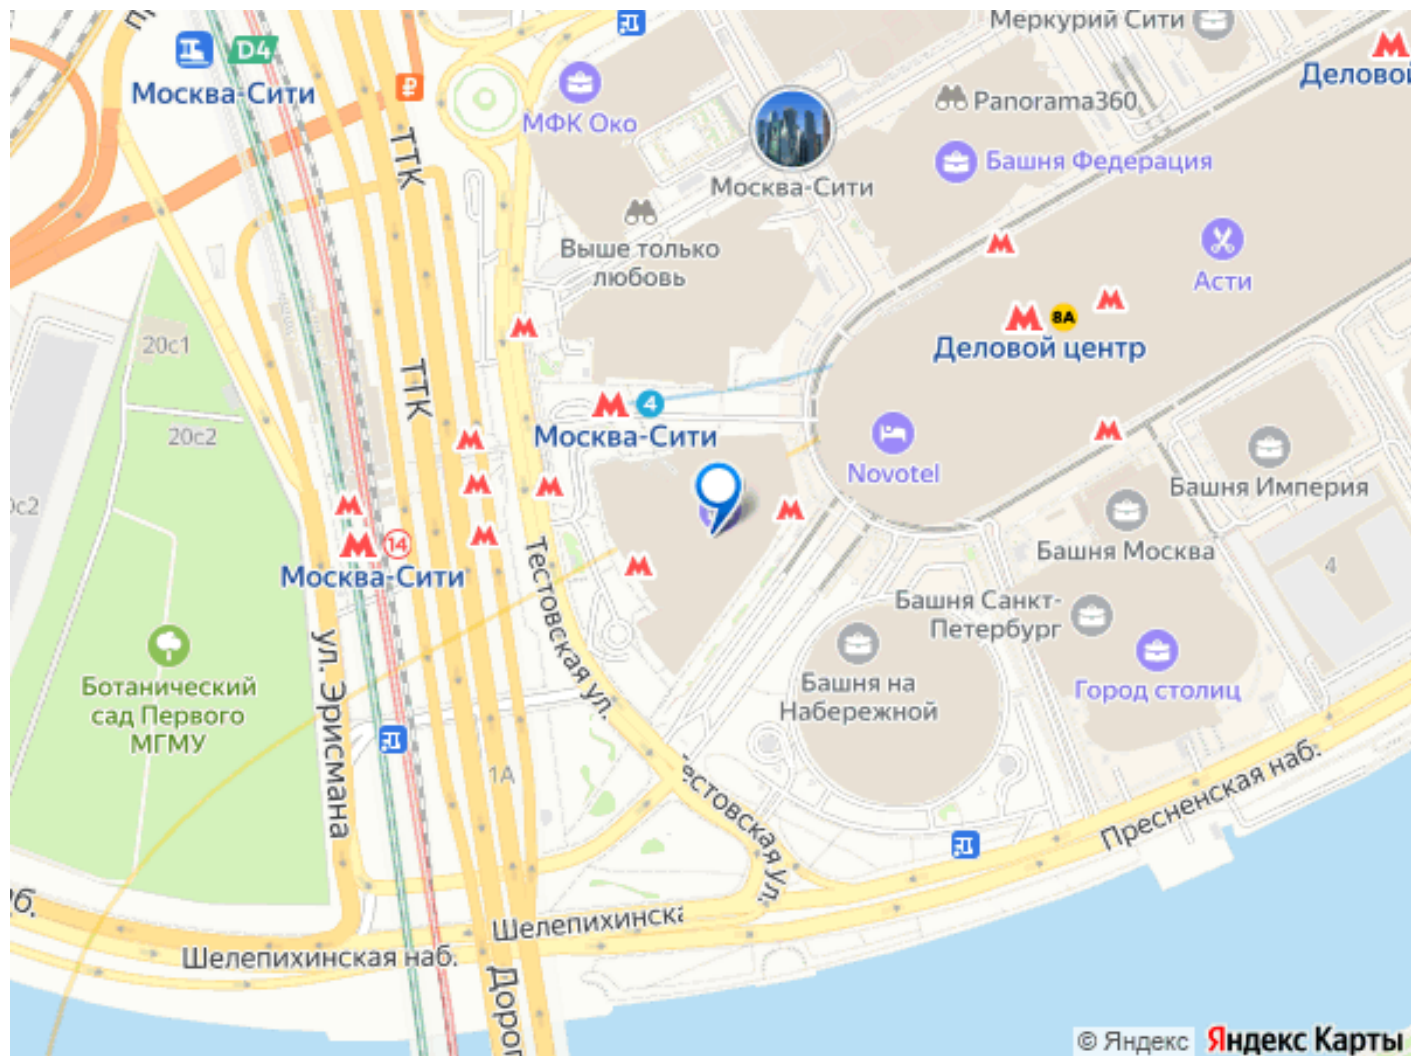 Меркурий Сити
D4
Москва-Сити
Деловой
Panorama360
МФК Око
₽
ТТК
Башня Федерация
Москва-Сити
Выше только
любовь
Асти
8А
Деловой центр
20с1
ТТК
4
Москва-Сити
20с2
Novotel
Башня Империя
14
Москва-Сити
Башня Москва
4
Тестовская ул.
Башня Санкт-
Петербург
Ботанический
сад Первого
МГМУ
ул. Эрисмана
Башня на
Набережной
Город столиц
1А
Тестовская ул.
Пресненская наб.
Шелепихинска
Шелепихинская наб.
Дорог
© Яндекс
Яндекс Карты